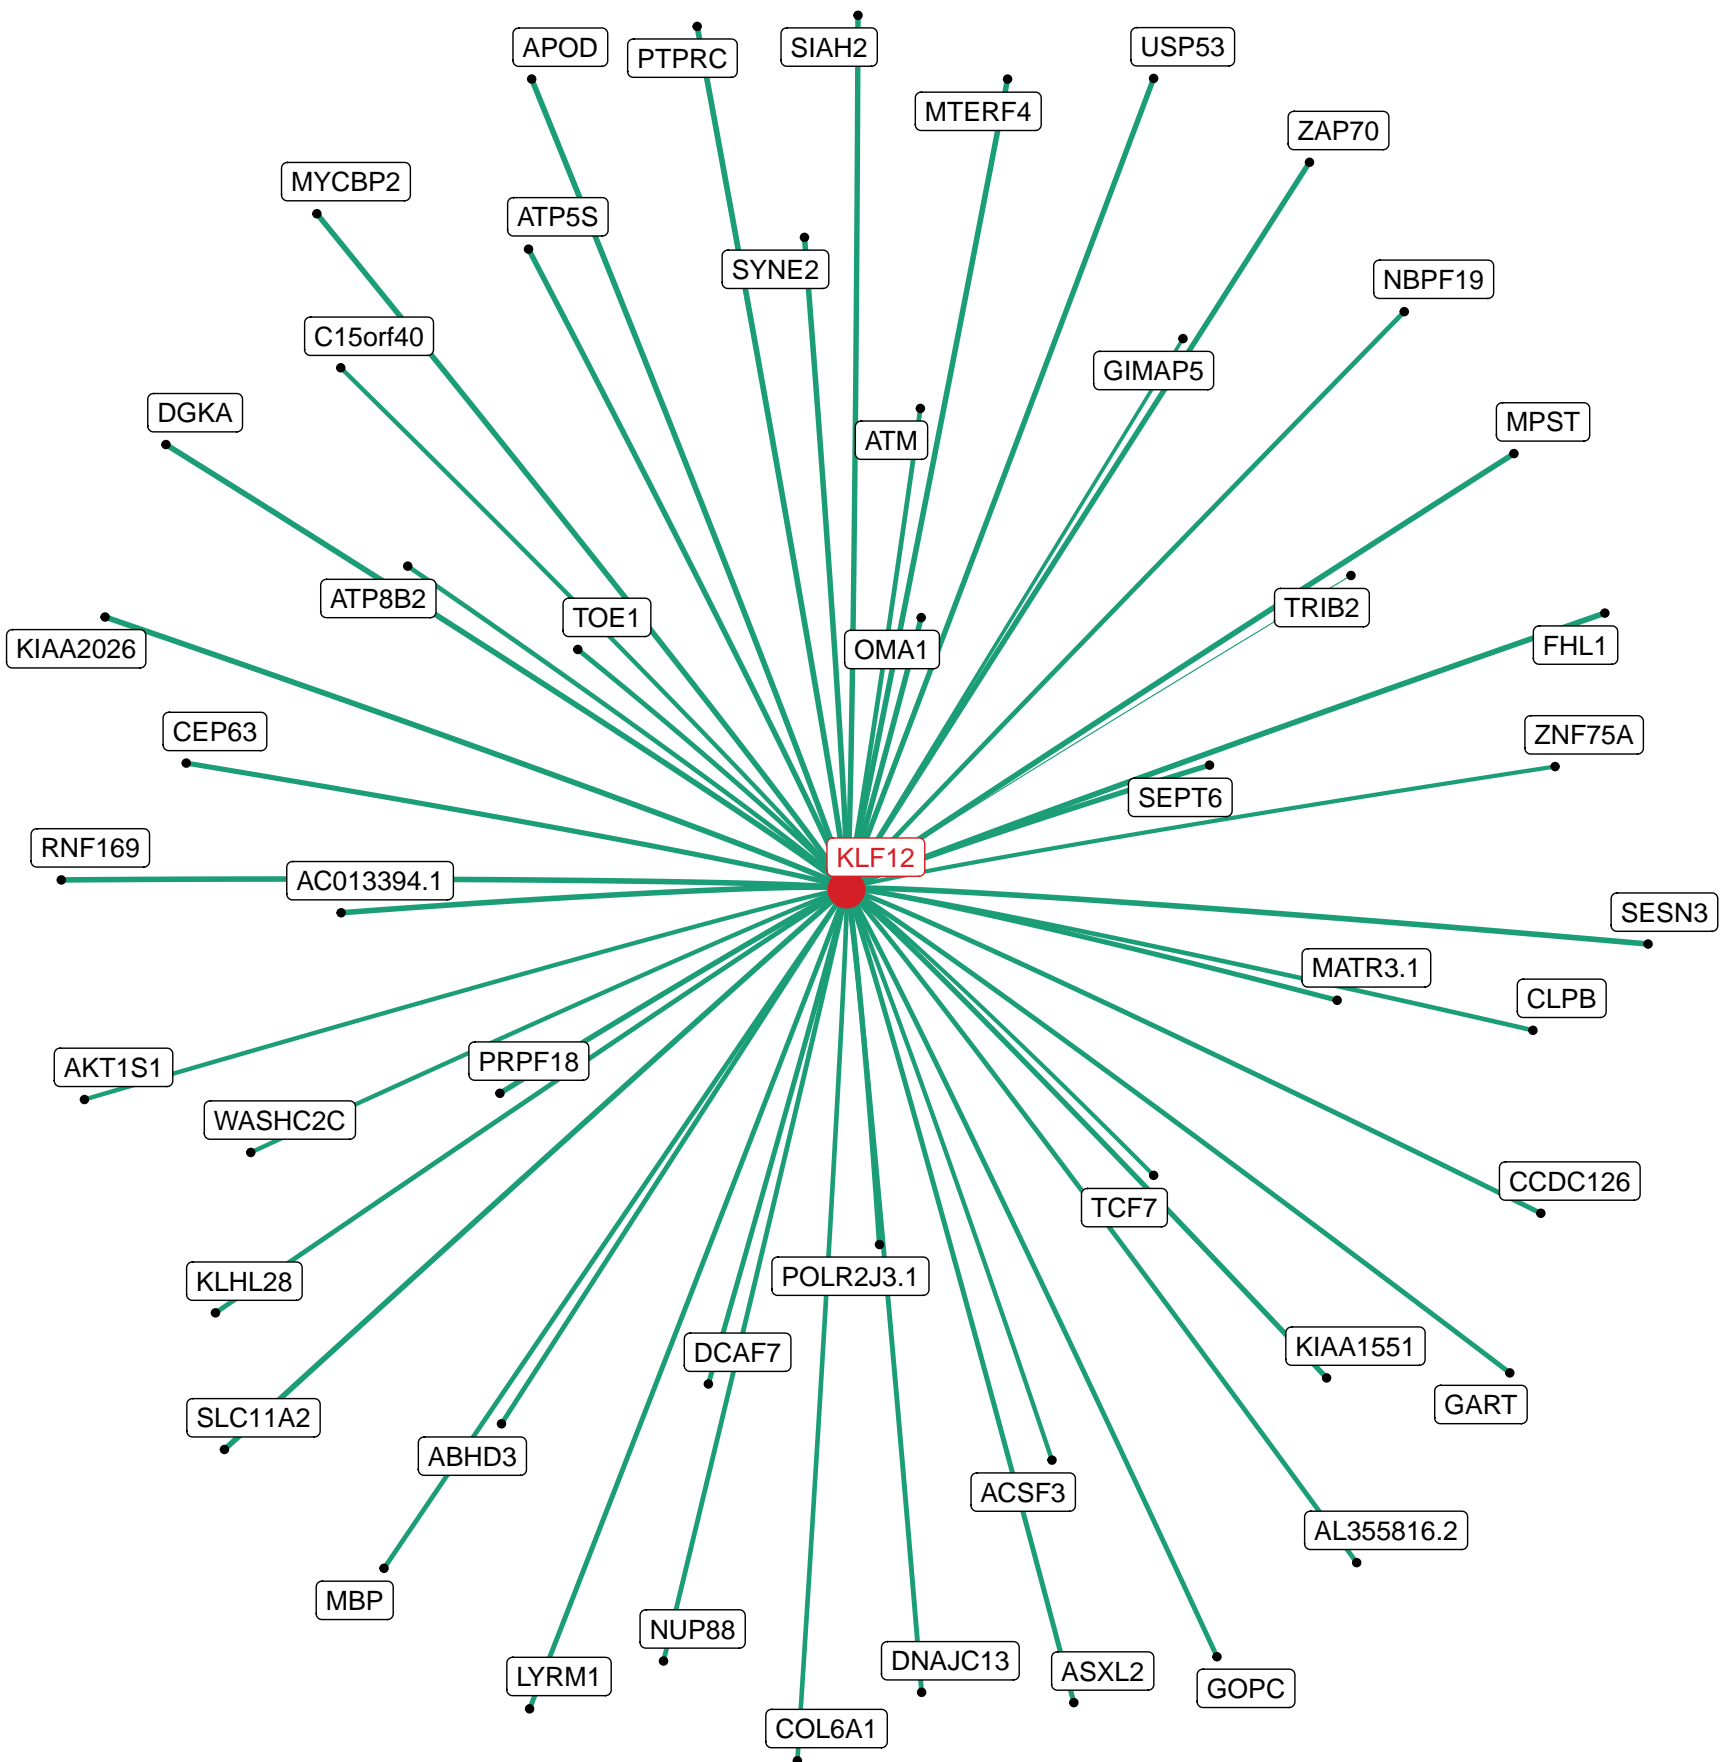 SIAH2
APOD
USP53
PTPRC
MTERF4
ZAP70
MYCBP2
ATP5S
SYNE2
NBPF19
C15orf40
GIMAP5
DGKA
MPST
ATM
ATP8B2
TRIB2
TOE1
FHL1
KIAA2026
OMA1
CEP63
ZNF75A
SEPT6
RNF169
KLF12
AC013394.1
SESN3
MATR3.1
CLPB
PRPF18
AKT1S1
WASHC2C
CCDC126
TCF7
POLR2J3.1
KLHL28
KIAA1551
DCAF7
GART
SLC11A2
ABHD3
ACSF3
AL355816.2
MBP
NUP88
DNAJC13
ASXL2
LYRM1
GOPC
COL6A1